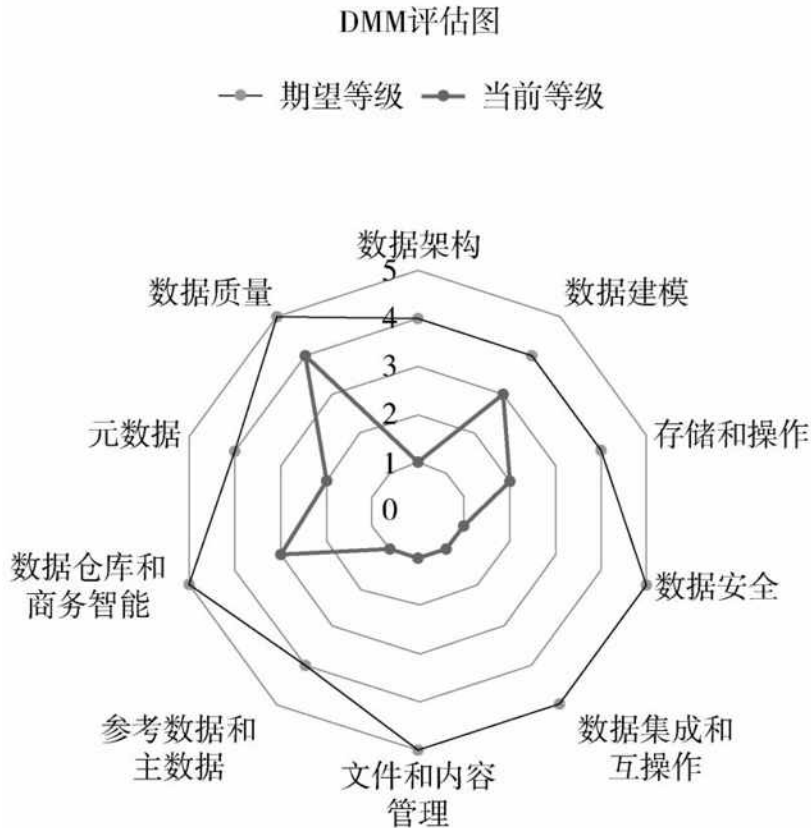 DMM评估图
期望等级
当前等级
数据架构
5
数据质量
数据建模
4
3
元数据
存储和操作
2
1
0
数据仓库和
商务智能
数据安全
参考数据和
主数据
数据集成和
互操作
文件和内容
管理